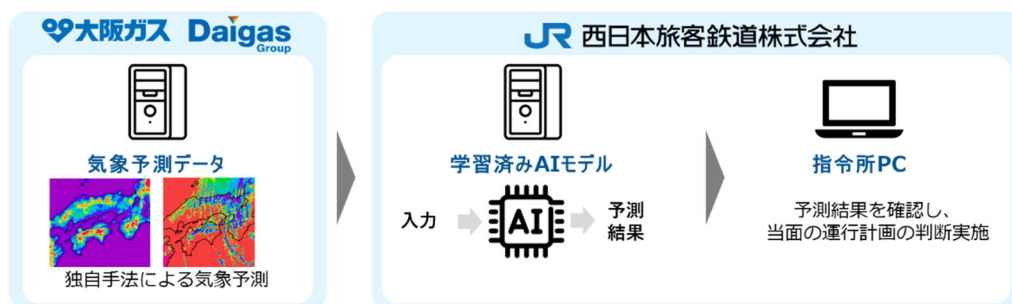 大阪ガス Daigas
Group
気象予測データ
独自手法による気象予測
JR 西日本旅客鉄道株式会社
学習済みAIモデル
入力
AI
予測
結果
指令所PC
予測結果を確認し、
当面の運行計画の判断実施